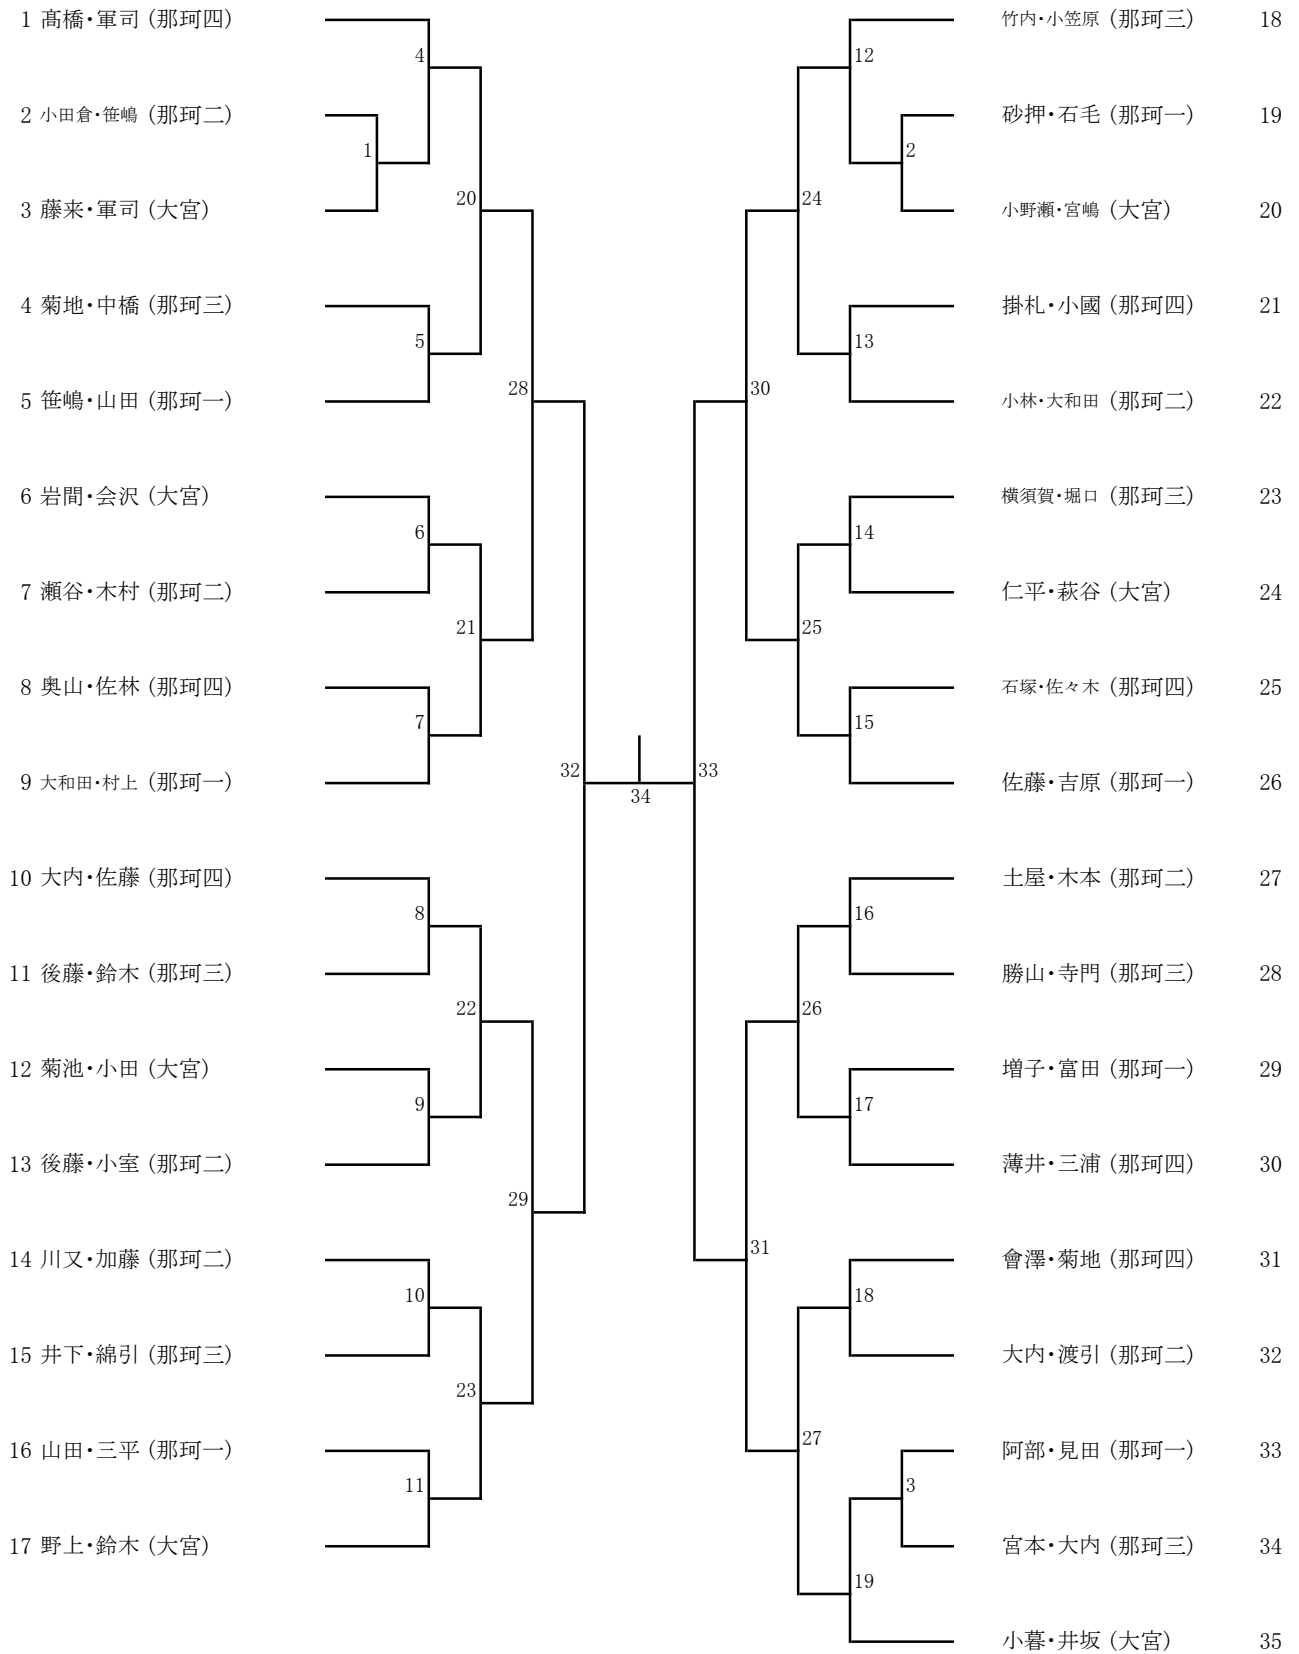 1 髙橋・軍司 (那珂四)
4
2 小田倉・笹嶋 (那珂二)
1
3 藤来・軍司 (大宮)
20
4 菊地・中橋 (那珂三)
5
5 笹嶋・山田 (那珂一)
28
6 岩間・会沢 (大宮)
6
7 瀬谷・木村 (那珂二)
21
8 奥山・佐林 (那珂四)
7
9 大和田・村上 (那珂一)
32
10 大内・佐藤 (那珂四)
8
11 後藤・鈴木 (那珂三)
22
12 菊池・小田 (大宮)
9
13 後藤・小室 (那珂二)
29
14 川又・加藤 (那珂二)
10
15 井下・綿引 (那珂三)
23
16 山田・三平 (那珂一)
11
17 野上・鈴木 (大宮)
34
竹内・小笠原 (那珂三) 18
12
砂押・石毛 (那珂一) 19
2
小野瀬・宮嶋 (大宮) 20
24
掛札・小國 (那珂四) 21
13
小林・大和田 (那珂二) 22
30
横須賀・堀口 (那珂三) 23
14
仁平・萩谷 (大宮) 24
25
石塚・佐々木 (那珂四) 25
15
佐藤・吉原 (那珂一) 26
33
土屋・木本 (那珂二) 27
16
勝山・寺門 (那珂三) 28
26
増子・富田 (那珂一) 29
17
薄井・三浦 (那珂四) 30
31
會澤・菊地 (那珂四) 31
18
大内・渡引 (那珂二) 32
27
阿部・見田 (那珂一) 33
3
宮本・大内 (那珂三) 34
19
小暮・井坂 (大宮) 35